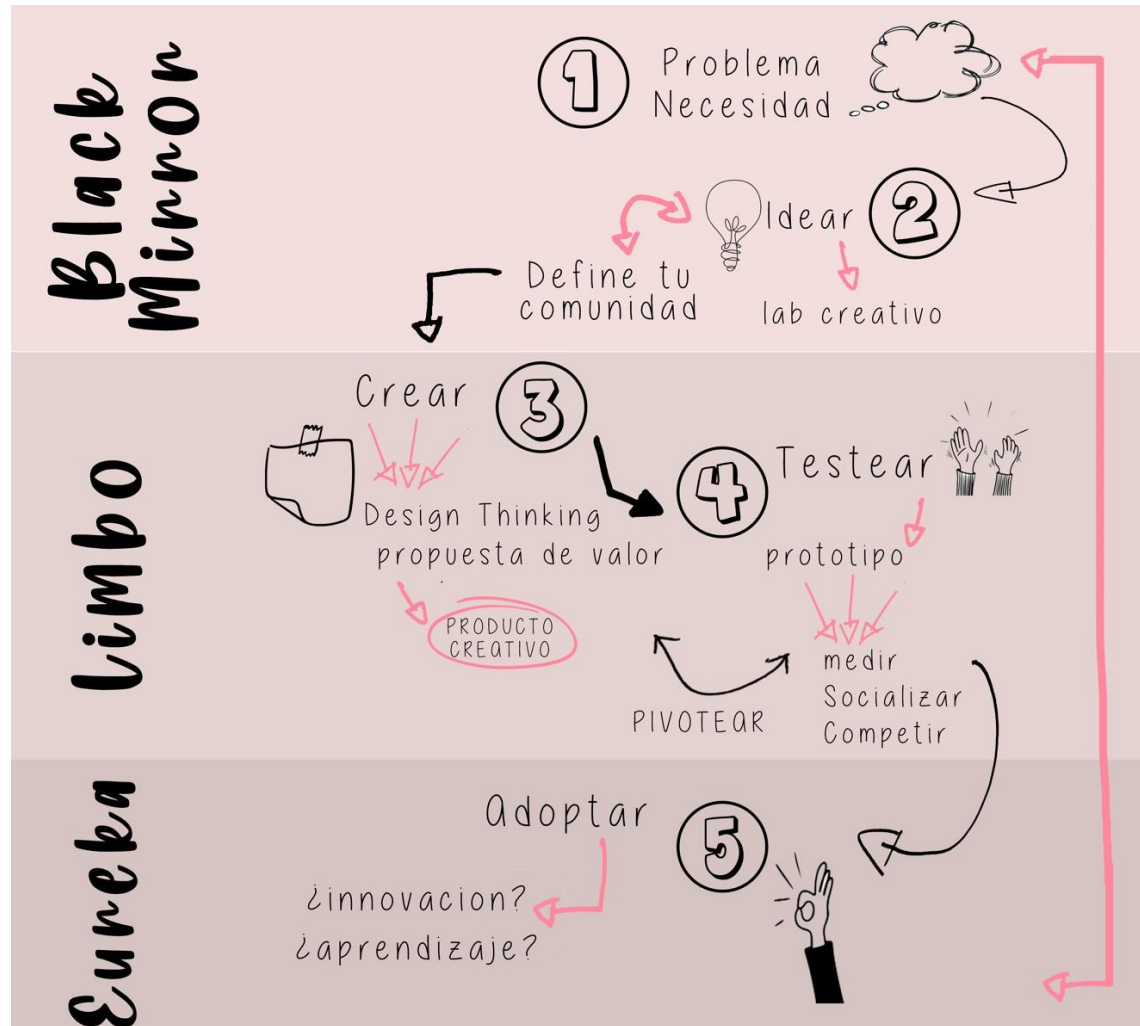 Black
Mirror
1
Problema
Necesidad
Idear
2
Define tu
comunidad
lab creativo
Limbo
Crear
3
4
Testear
Design Thinking
propuesta de valor
prototipo
PRODUCTO
CREATIVO
medir
Socializar
Competir
PIVOTEAR
Eureka
Adoptar
5
¿innovacion?
¿aprendizaje?